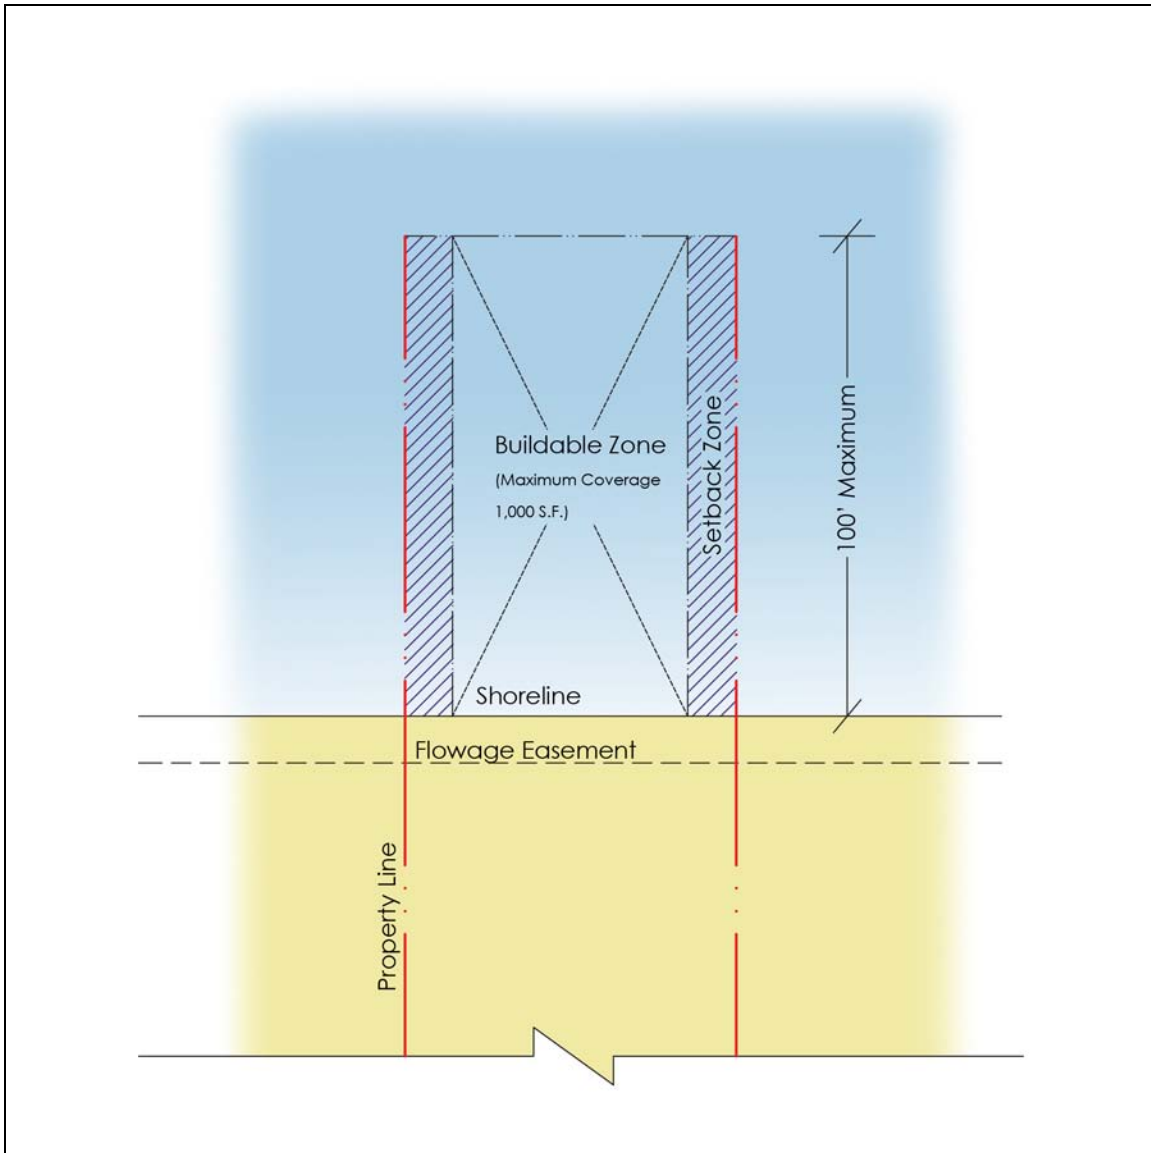 Buildable Zone
(Maximum Coverage
1,000 S.F.)
Setback Zone
100' Maximum
Shoreline
Flowage Easement
Property Line